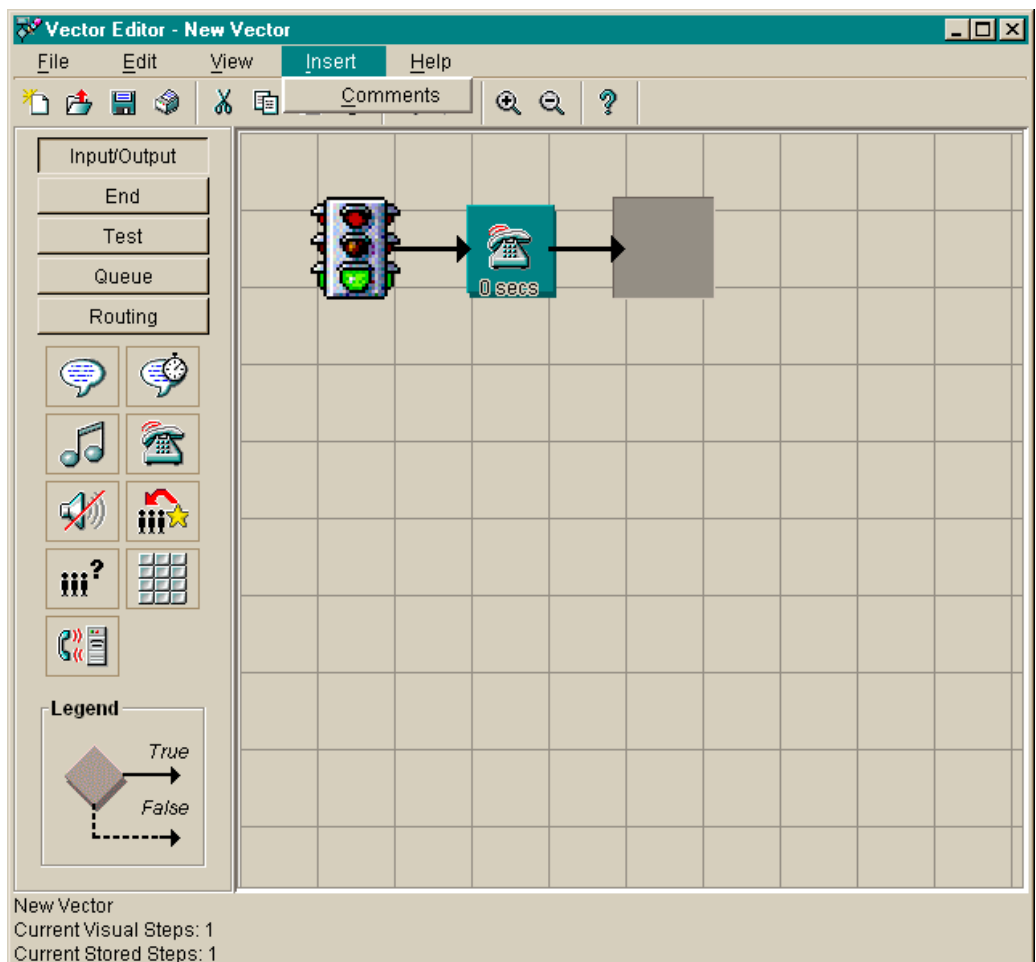 Vector Editor - New Vector
File Edit View Insert Help
Comments
Input/Output
End
Test
Queue
Routing
0 secs
Legend
True
False
New Vector
Current Visual Steps: 1
Current Stored Steps: 1